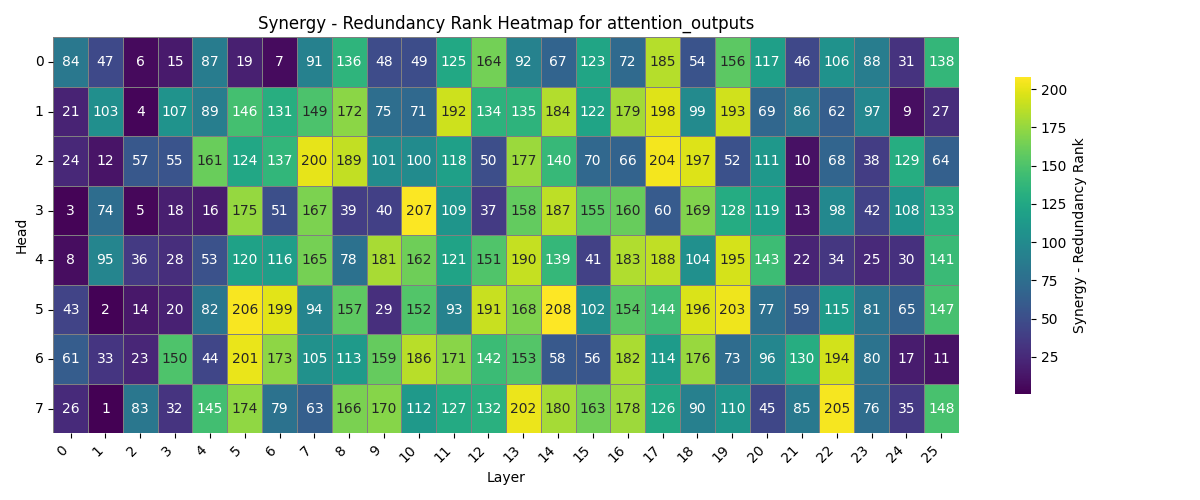 Synergy - Redundancy Rank Heatmap for attention_outputs
0 84 47 6 15 87 19 7 91 136 48 49 125 164 92 67 123 72 185 54 156 117 46 106 88 31 138
1 21 103 4 107 89 146 131 149 172 75 71 192 134 135 184 122 179 198 99 193 69 86 62 97 9 27
2 24 12 57 55 161 124 137 200 189 101 100 118 50 177 140 70 66 204 197 52 111 10 68 38 129 64
3 3 74 5 18 16 175 51 167 39 40 207 109 37 158 187 155 160 60 169 128 119 13 98 42 108 133
4 8 95 36 28 53 120 116 165 78 181 162 121 151 190 139 41 183 188 104 195 143 22 34 25 30 141
5 43 2 14 20 82 206 199 94 157 29 152 93 191 168 208 102 154 144 196 203 77 59 115 81 65 147
6 61 33 23 150 44 201 173 105 113 159 186 171 142 153 58 56 182 114 176 73 96 130 194 80 17 11
7 26 1 83 32 145 174 79 63 166 170 112 127 132 202 180 163 178 126 90 110 45 85 205 76 35 148
0 1 2 3 4 5 6 7 8 9 10 11 12 13 14 15 16 17 18 19 20 21 22 23 24 25
Layer
Head
200
175
150
125
100
75
50
25
Synergy - Redundancy Rank